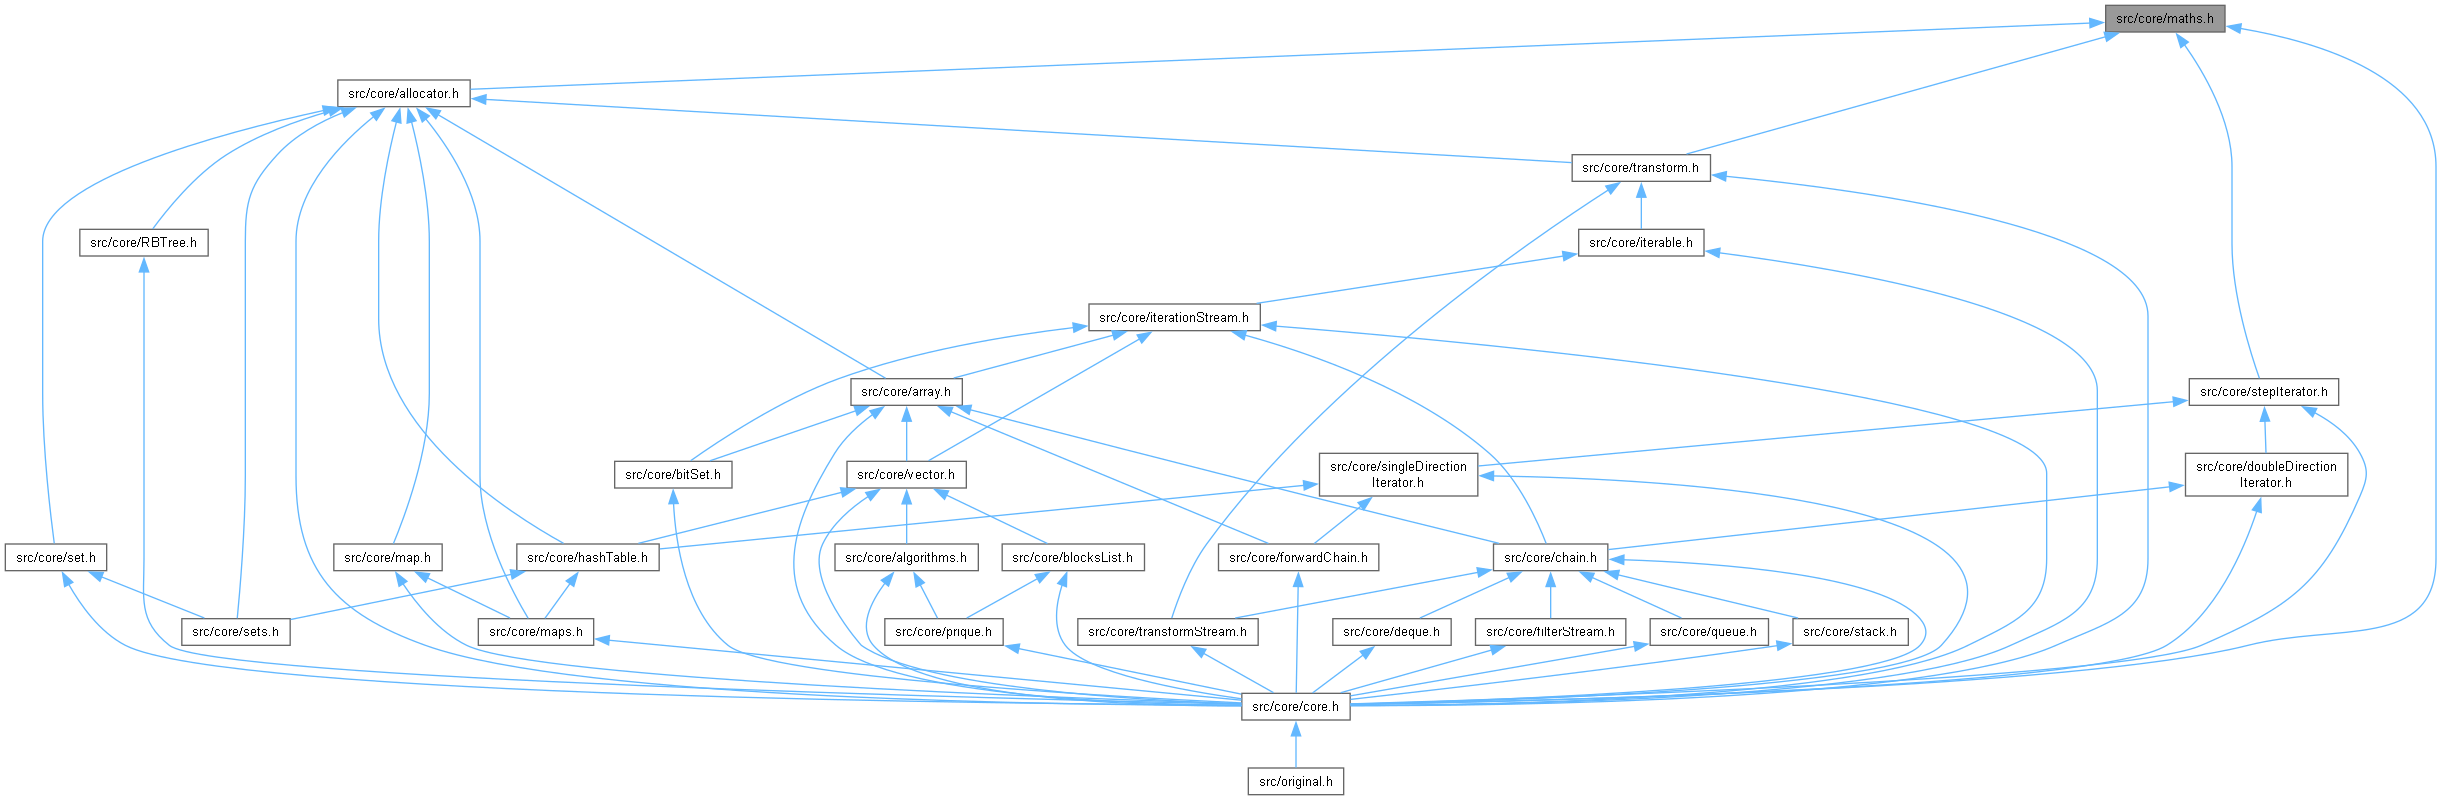 src/core/maths.h
src/core/allocator.h
src/core/transform.h
src/core/RBTree.h
src/core/iterable.h
src/core/iterationStream.h
src/core/array.h
src/core/stepIterator.h
src/core/bitSet.h
src/core/vector.h
src/core/singleDirection
Iterator.h
src/core/doubleDirection
Iterator.h
src/core/set.h
src/core/map.h
src/core/hashTable.h
src/core/algorithms.h
src/core/blocksList.h
src/core/forwardChain.h
src/core/chain.h
src/core/sets.h
src/core/maps.h
src/core/prique.h
src/core/transformStream.h
src/core/deque.h
src/core/filterStream.h
src/core/queue.h
src/core/stack.h
src/core/core.h
src/original.h